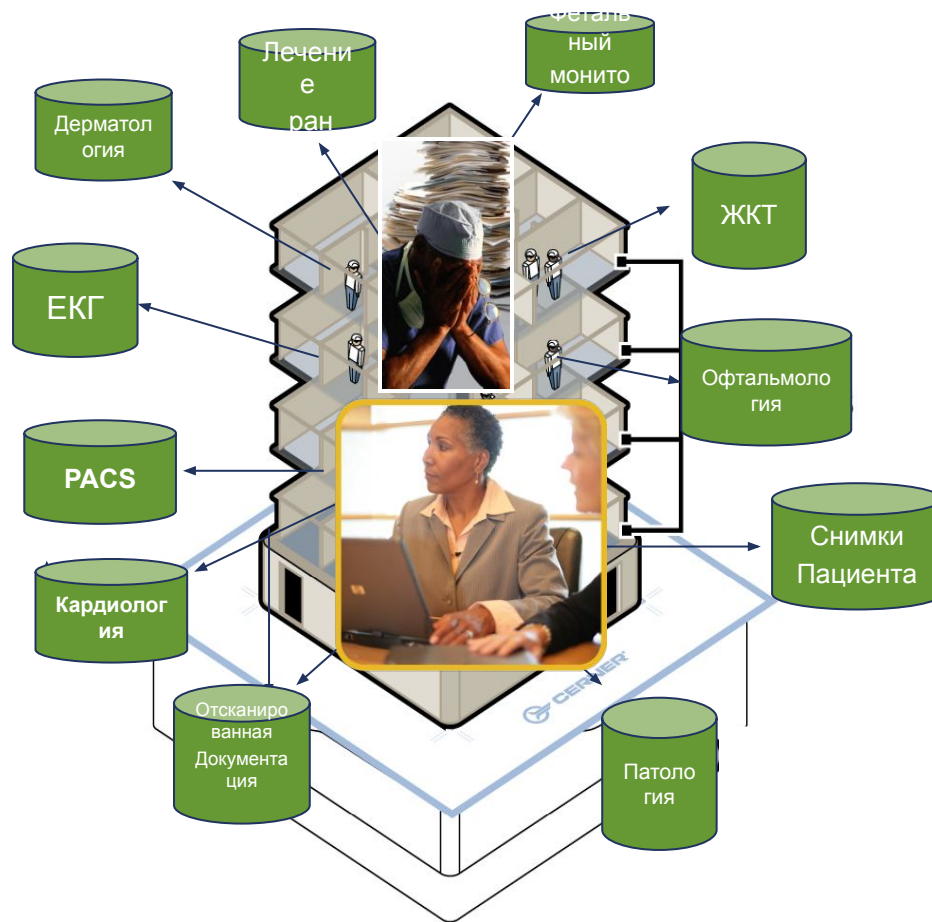 Феталь
ный
монито
Лечени
е
ран
Дерматол
огия
ЖКТ
ЕКГ
Офтальмоло
гия
PACS
Снимки
Пациента
Кардиолог
ия
Отсканиро
ванная
Документа
ция
CERNER
Патоло
гия